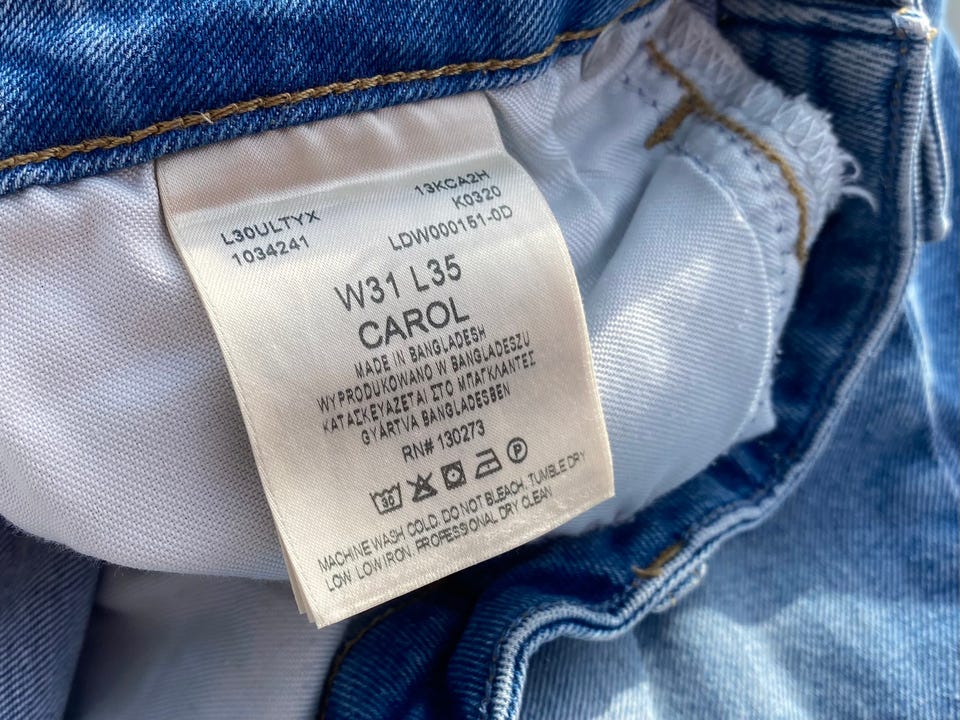 L30ULTYX 13KCA2H
1034241 K0320
LDW000151-0D
W31 L35
CAROL
MADE IN BANGLADESH
WYPRODUKOWANO W BANGLADESZU
ΚΑΤΑΣΚΕΥΑΖΕΤΑΙ ΣΤΟ ΜΠΑΓΚΛΑΝΤΕΣ
GYÁRTVA BANGLADESBEN
RN# 130273
30 P
MACHINE WASH COLD. DO NOT BLEACH. TUMBLE DRY
LOW. LOW IRON. PROFESSIONAL DRY CLEAN